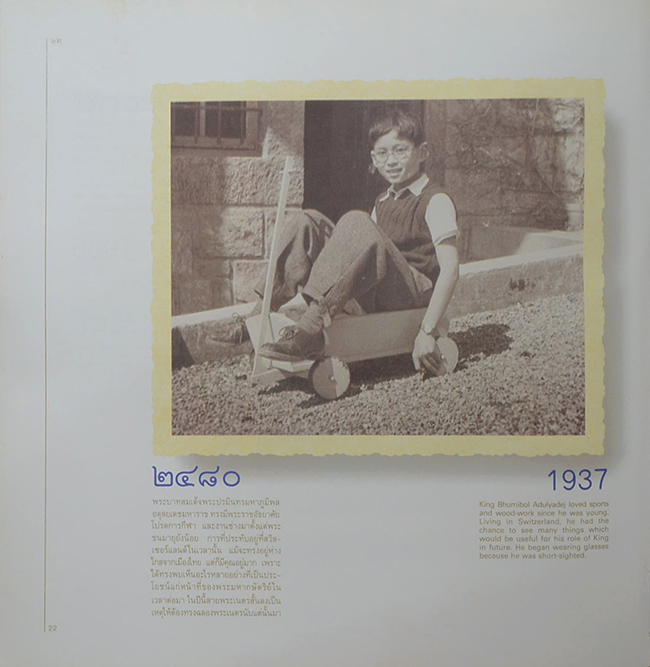 ๒๒
๒๔๘๐
พระบาทสมเด็จพระปรมินทรมหาภูมิพล
อดุลยเดชมหาราช ทรงมีพระราชอัธยาศัย
โปรดการกีฬา และงานช่างมาตั้งแต่พระ
ชนมายุยังน้อย การที่ประทับอยู่ที่สวิต-
เซอร์แลนด์ในเวลานั้น แม้จะทรงอยู่ห่าง
ไกลจากเมืองไทย แต่ก็มีคุณอยู่มาก เพราะ
ได้ทรงพบเห็นอะไรหลายอย่างที่เป็นประ-
โยชน์แก่หน้าที่ของพระมหากษัตริย์ใน
เวลาต่อมา ในปีนี้สายพระเนตรสั้นลงเป็น
เหตุให้ต้องทรงฉลองพระเนตรนับแต่นั้นมา
1937
King Bhumibol Adulyadej loved sports
and wood-work since he was young.
Living in Switzerland, he had the
chance to see many things which
would be useful for his role of King
in future. He began wearing glasses
because he was short-sighted.
22